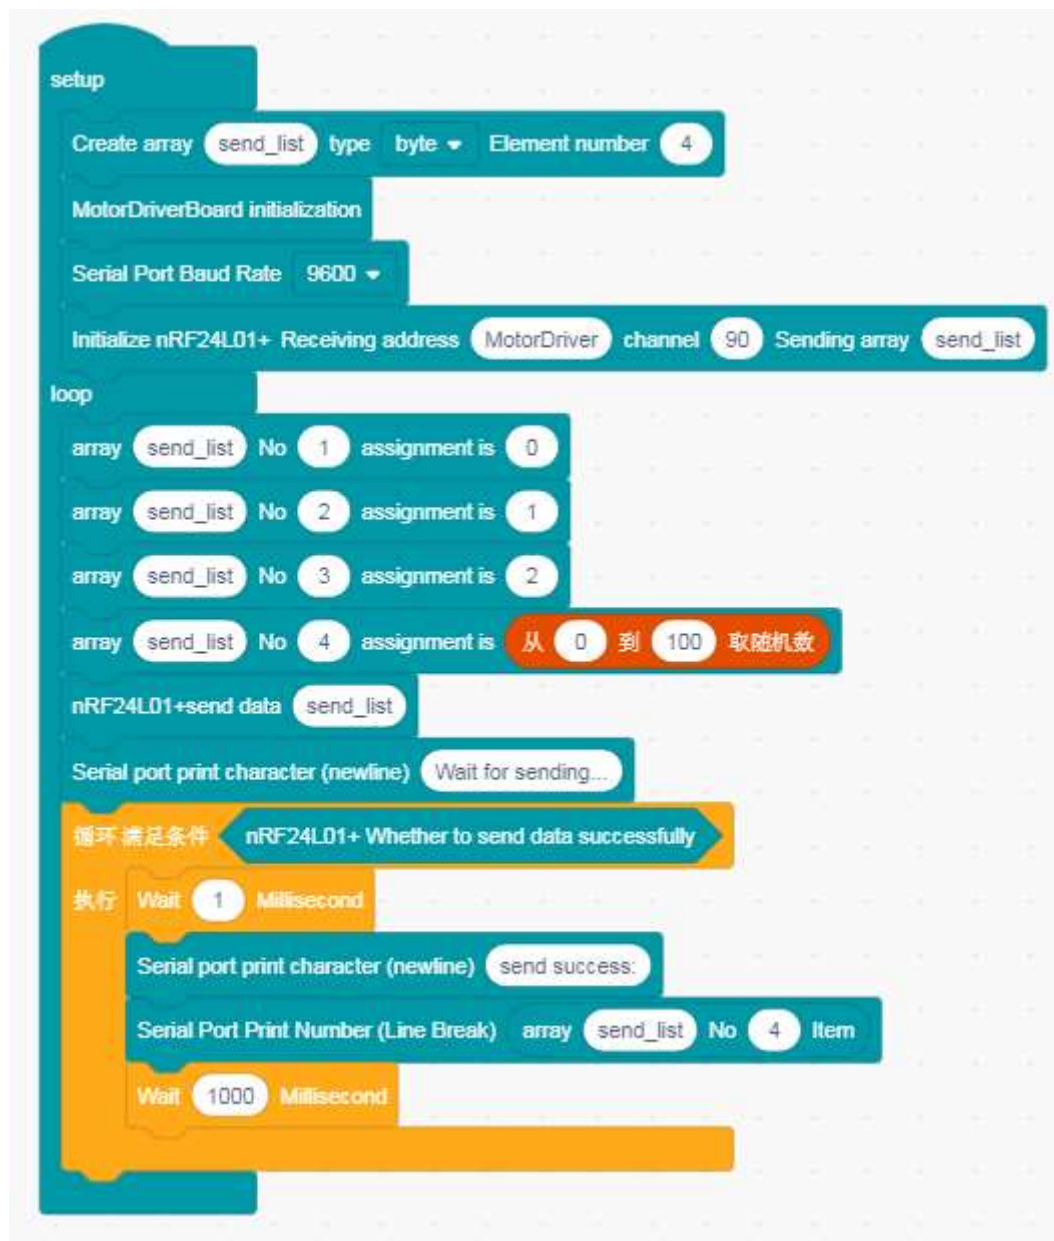 setup
Create array send_list type byte Element number 4
MotorDriverBoard initialization
Serial Port Baud Rate 9600
Initialize nRF24L01+ Receiving address MotorDriver channel 90 Sending array send_list
loop
array send_list No 1 assignment is 0
array send_list No 2 assignment is 1
array send_list No 3 assignment is 2
array send_list No 4 assignment is 从 0 到 100 取随机数
nRF24L01+send data send_list
Serial port print character (newline) Wait for sending...
循环 满足条件 nRF24L01+ Whether to send data successfully
执行 Wait 1 Millisecond
Serial port print character (newline) send success:
Serial Port Print Number (Line Break) array send_list No 4 Item
Wait 1000 Millisecond